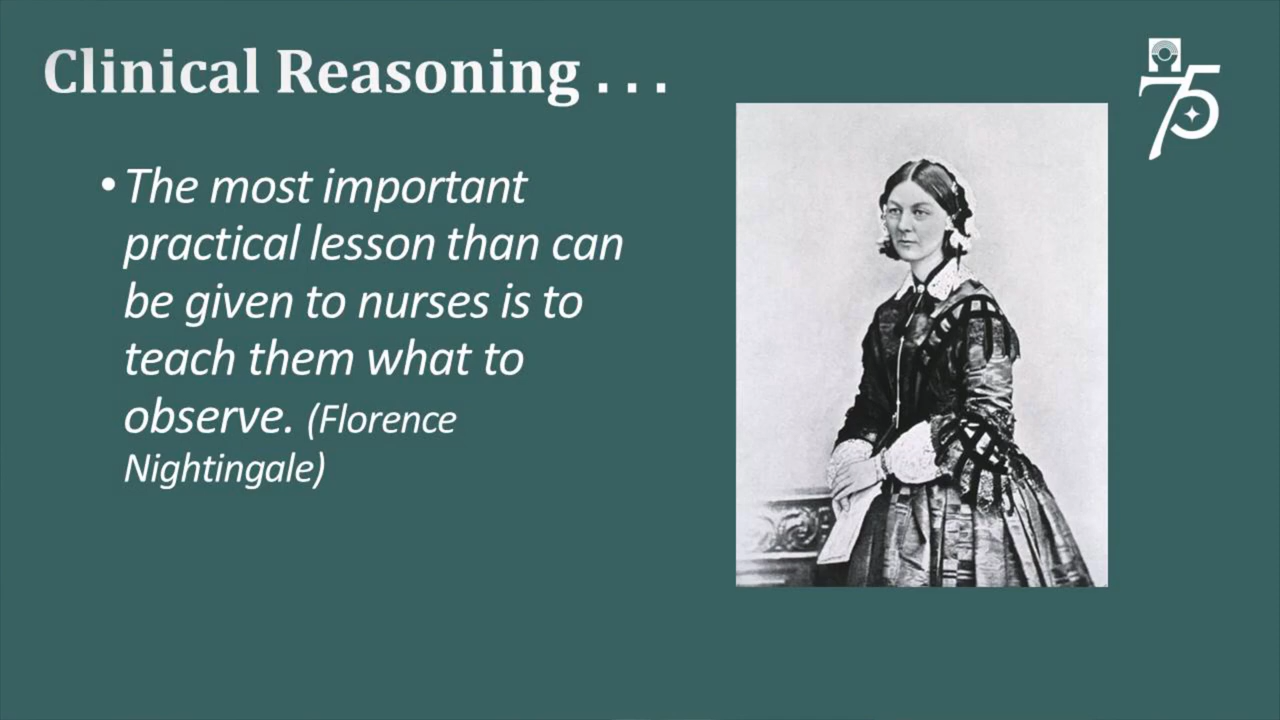 Clinical Reasoning . . .
75
• The most important
practical lesson than can
be given to nurses is to
teach them what to
observe. (Florence
Nightingale)